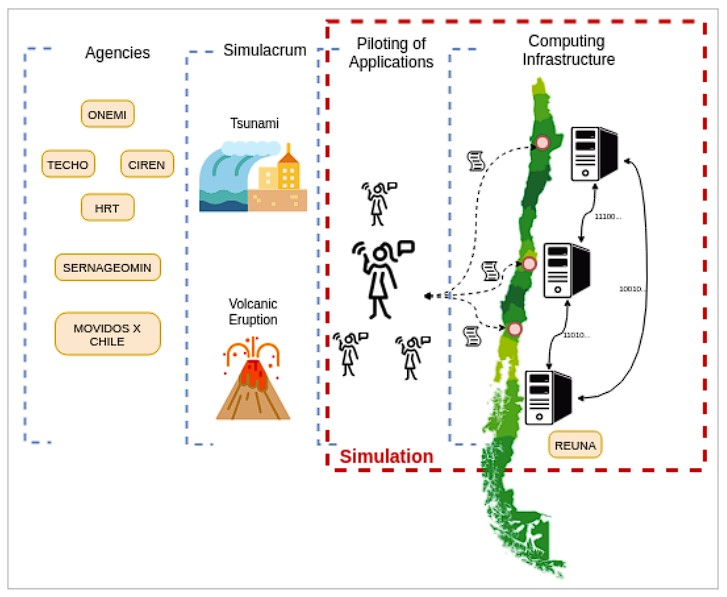 Agencies
Simulacrum
Piloting of
Applications
Computing
Infrastructure
ONEMI
TECHO
CIREN
HRT
SERNAGEOMIN
MOVIDOS X
CHILE
Tsunami
Volcanic
Eruption
11100...
10010...
11010...
REUNA
Simulation